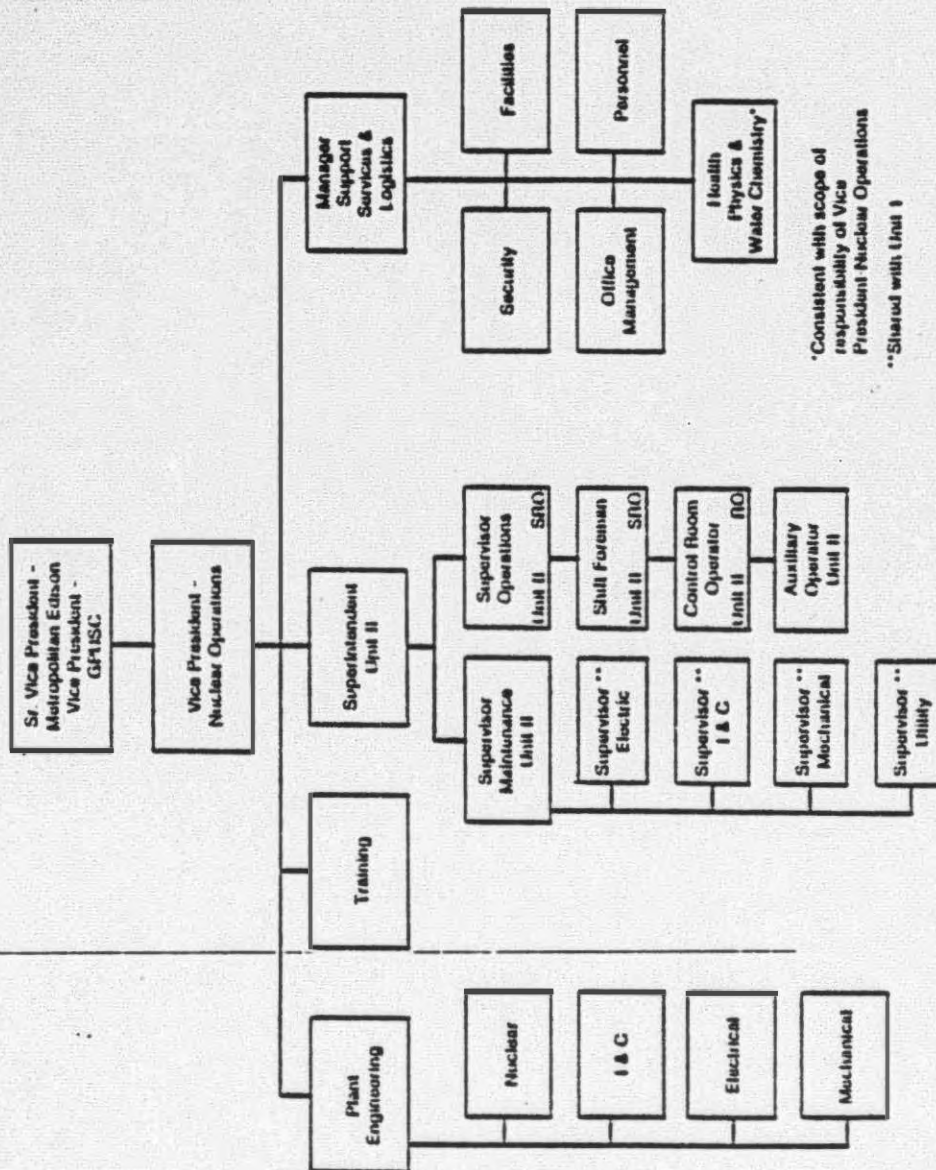 Sr. Vice President -
Metropolitan Edison
Vice President -
GPUSC
Vice President -
Nuclear Operations
Plant
Engineering
Training
Superintendent
Unit II
Manager
Support
Services &
Logistics
Nuclear
I & C
Electrical
Mechanical
Supervisor
Maintenance
Unit II
Supervisor **
Electric
Supervisor **
I & C
Supervisor **
Mechanical
Supervisor **
Utility
Supervisor
Operations
Unit II SRO
Shift Foreman
Unit II SRO
Control Room
Operator
Unit II RO
Auxiliary
Operator
Unit II
Security
Facilities
Office
Management
Personnel
Health
Physics &
Water Chemistry*
*Consistent with scope of
responsibility of Vice
President-Nuclear Operations
**Shared with Unit 1